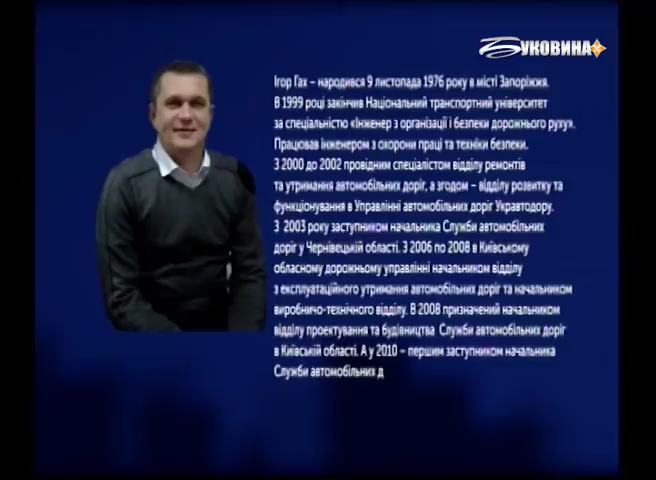 БУКОВИНА
Ігор Гах – народився 9 листопада 1976 року в місті Запоріжжя.
В 1999 році закінчив Національний транспортний університет
за спеціальністю «Інженер з організації і безпеки дорожнього руху».
Працював інженером з охорони праці та техніки безпеки.
З 2000 до 2002 провідним спеціалістом відділу ремонтів
та утримання автомобільних доріг, а згодом – відділу розвитку та
функціонування в Управлінні автомобільних доріг Укравтодору.
З 2003 року заступником начальника Служби автомобільних
доріг у Чернівецькій області. З 2006 по 2008 в Київському
обласному дорожньому управлінні начальником відділу
з експлуатаційного утримання автомобільних доріг та начальником
виробничо-технічного відділу. В 2008 призначений начальником
відділу проектування та будівництва Служби автомобільних доріг
в Київській області. А у 2010 – першим заступником начальника
Служби автомобільних д